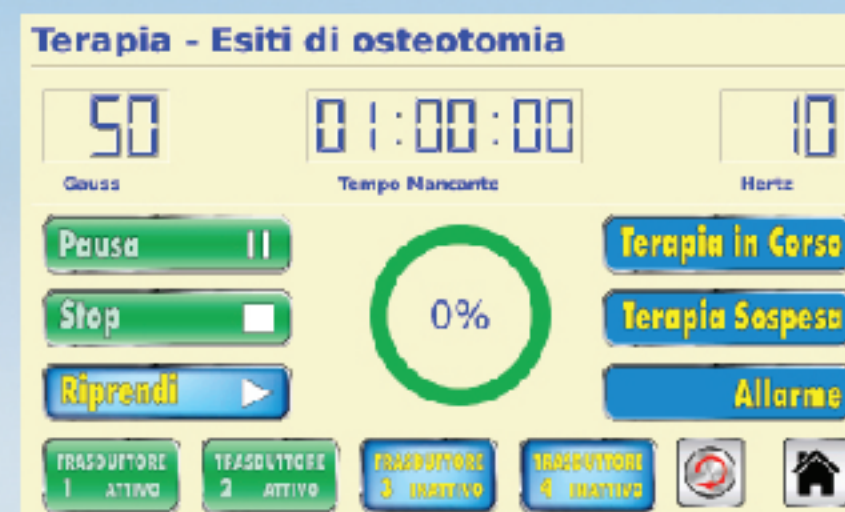 Terapia - Esiti di osteotomia
50 01:00:00 10
Gauss Tempo Mancante Hertz
Pausa Terapia in Corso
0%
Stop Terapia Sospesa
Riprendi Allarme
TRASDUTTORE TRASDUTTORE TRASDUTTORE TRASDUTTORE
1 ATTIVO 2 ATTIVO 3 INATTIVO 4 INATTIVO